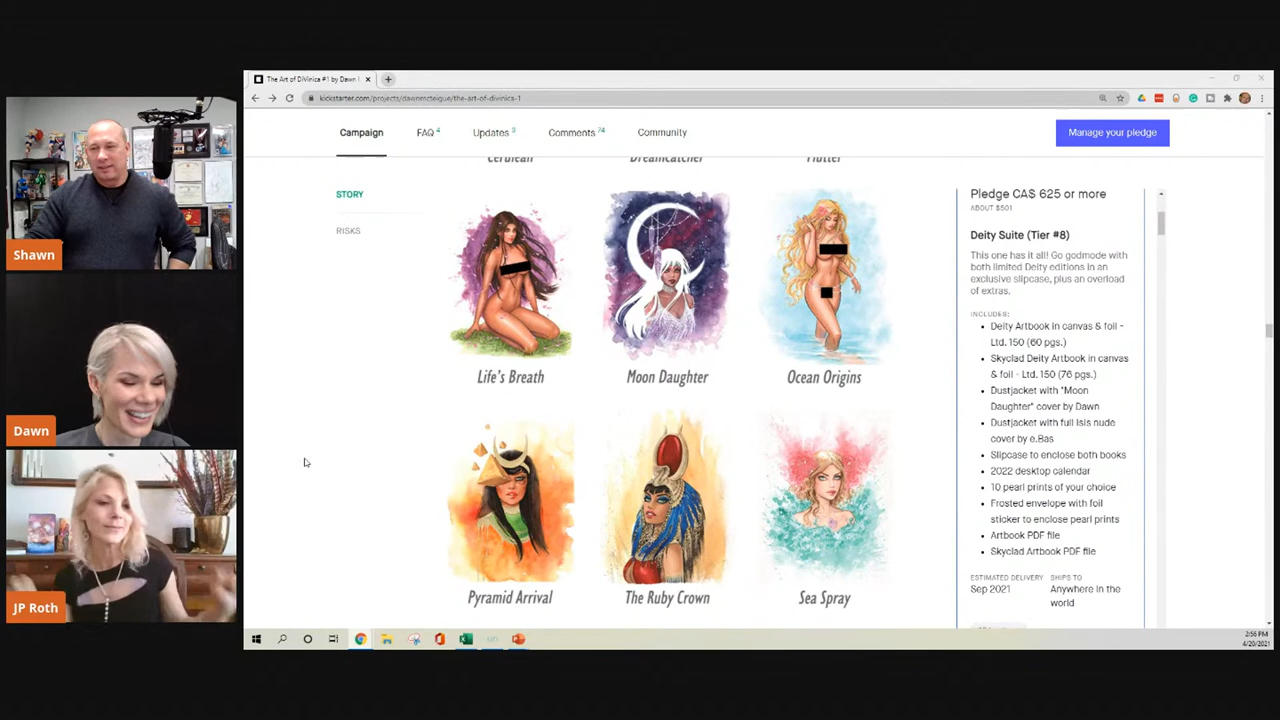 The Art of DiVinica #1 by Dawn
kickstarter.com/projects/dawnmcteigue/the-art-of-divinica-1
Campaign
FAQ 4
Updates 3
Comments 74
Community
Manage your pledge
Cerulean
Dreamcatcher
Flutter
STORY
RISKS
Life's Breath
Moon Daughter
Ocean Origins
Pyramid Arrival
The Ruby Crown
Sea Spray
Pledge CA$ 625 or more
ABOUT $501
Deity Suite (Tier #8)
This one has it all! Go godmode with
both limited Deity editions in an
exclusive slipcase, plus an overload
of extras.
INCLUDES:
• Deity Artbook in canvas & foil -
Ltd. 150 (60 pgs.)
• Skyclad Deity Artbook in canvas
& foil - Ltd. 150 (76 pgs.)
• Dustjacket with "Moon
Daughter" cover by Dawn
• Dustjacket with full Isis nude
cover by e.Bas
• Slipcase to enclose both books
• 2022 desktop calendar
• 10 pearl prints of your choice
• Frosted envelope with foil
sticker to enclose pearl prints
• Artbook PDF file
• Skyclad Artbook PDF file
ESTIMATED DELIVERY
Sep 2021
SHIPS TO
Anywhere in the
world
Shawn
Dawn
JP Roth
2:56 PM
4/20/2021